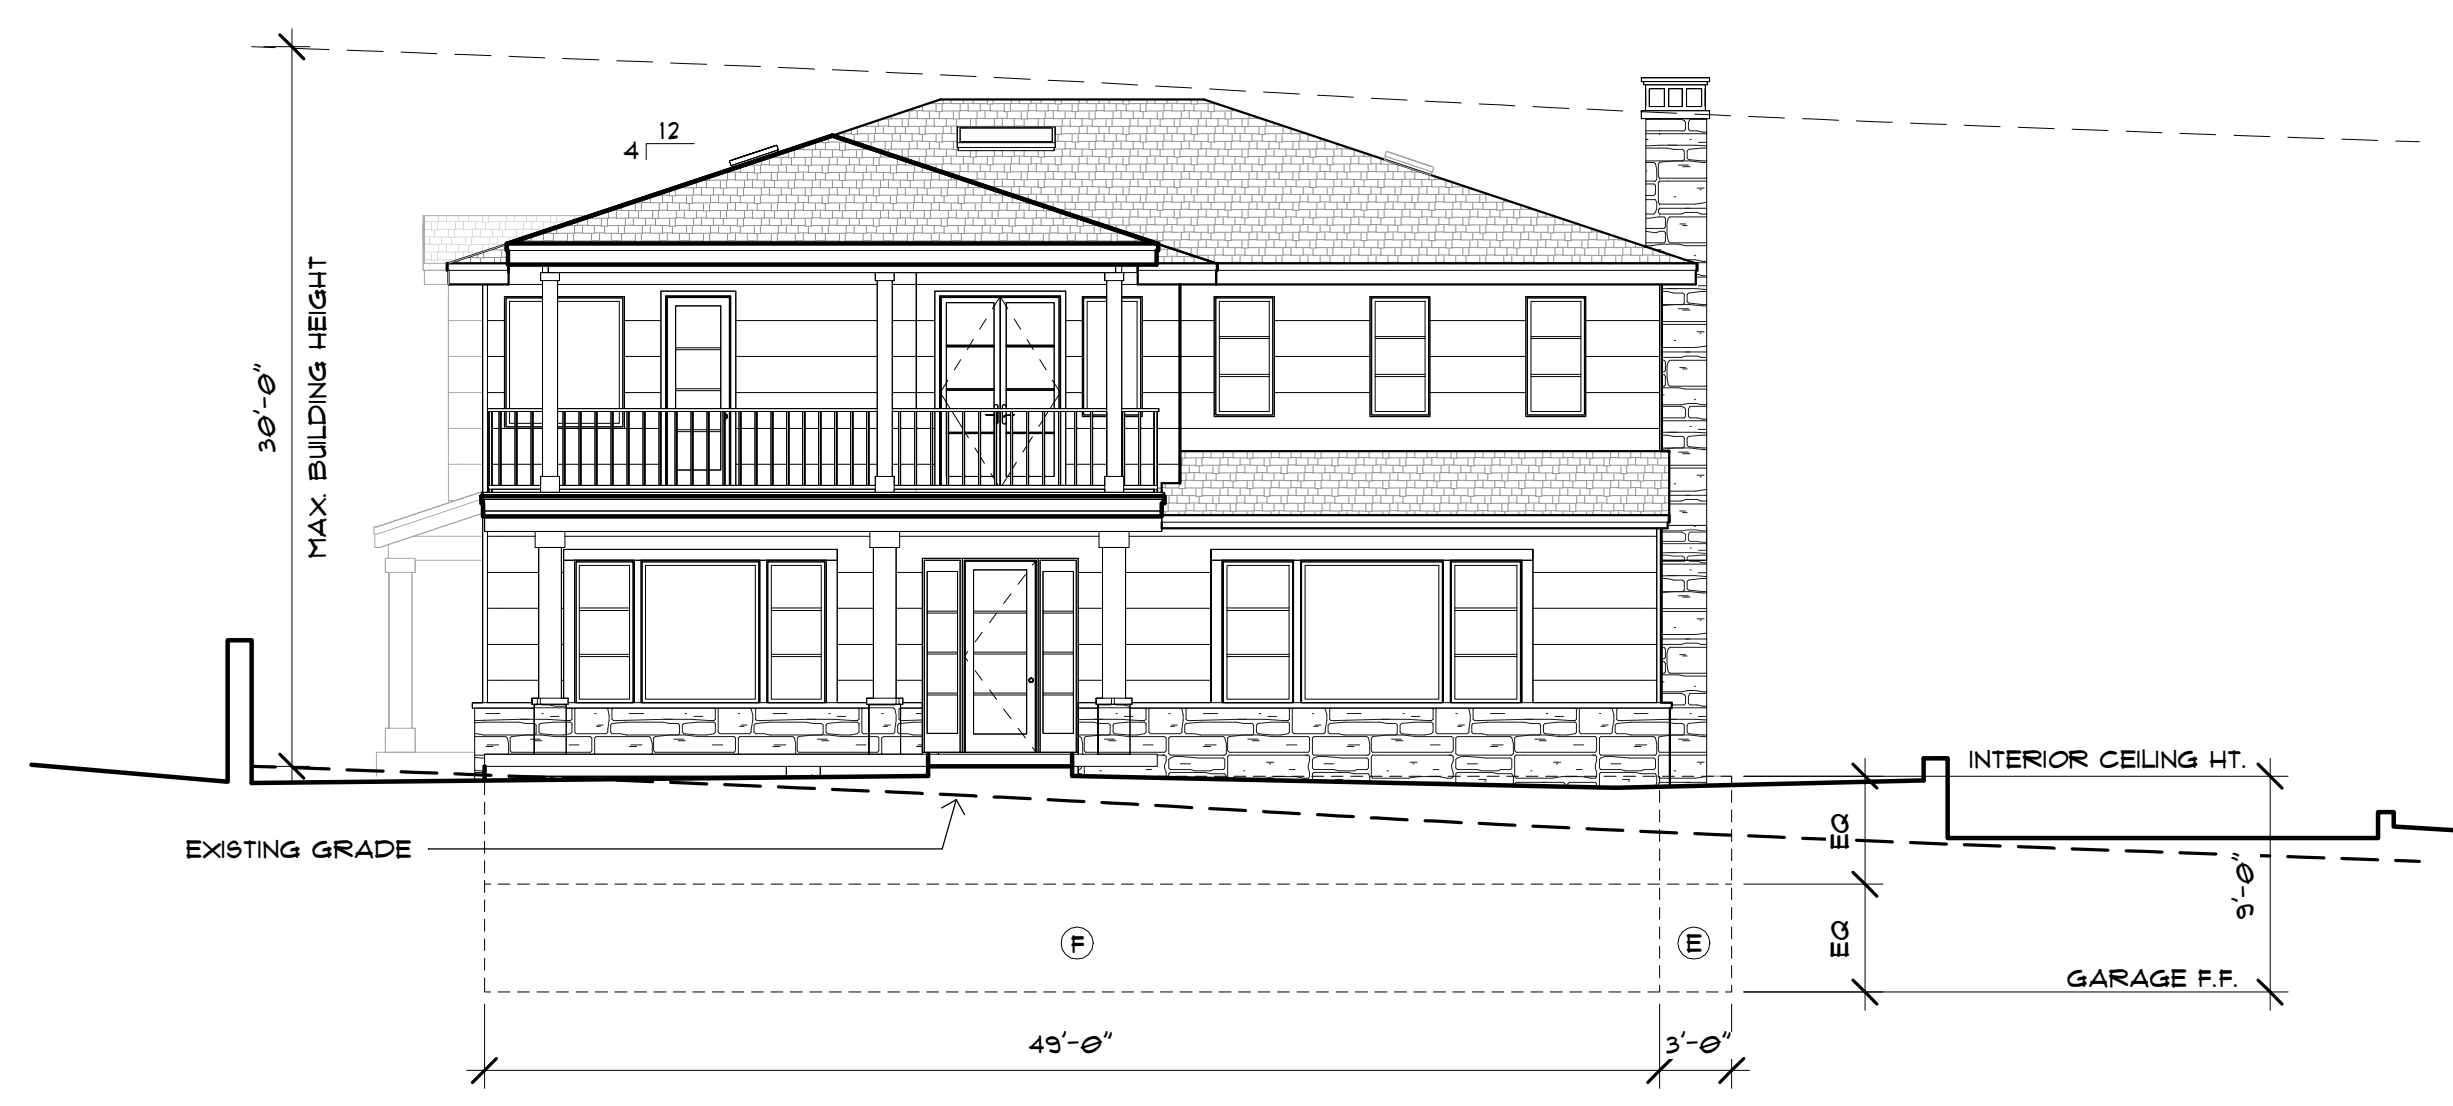 12
4
MAX. BUILDING HEIGHT
30'-0"
INTERIOR CEILING HT.
EXISTING GRADE
EQ
9'-0"
F
E
EQ
GARAGE F.F.
49'-0"
3'-0"